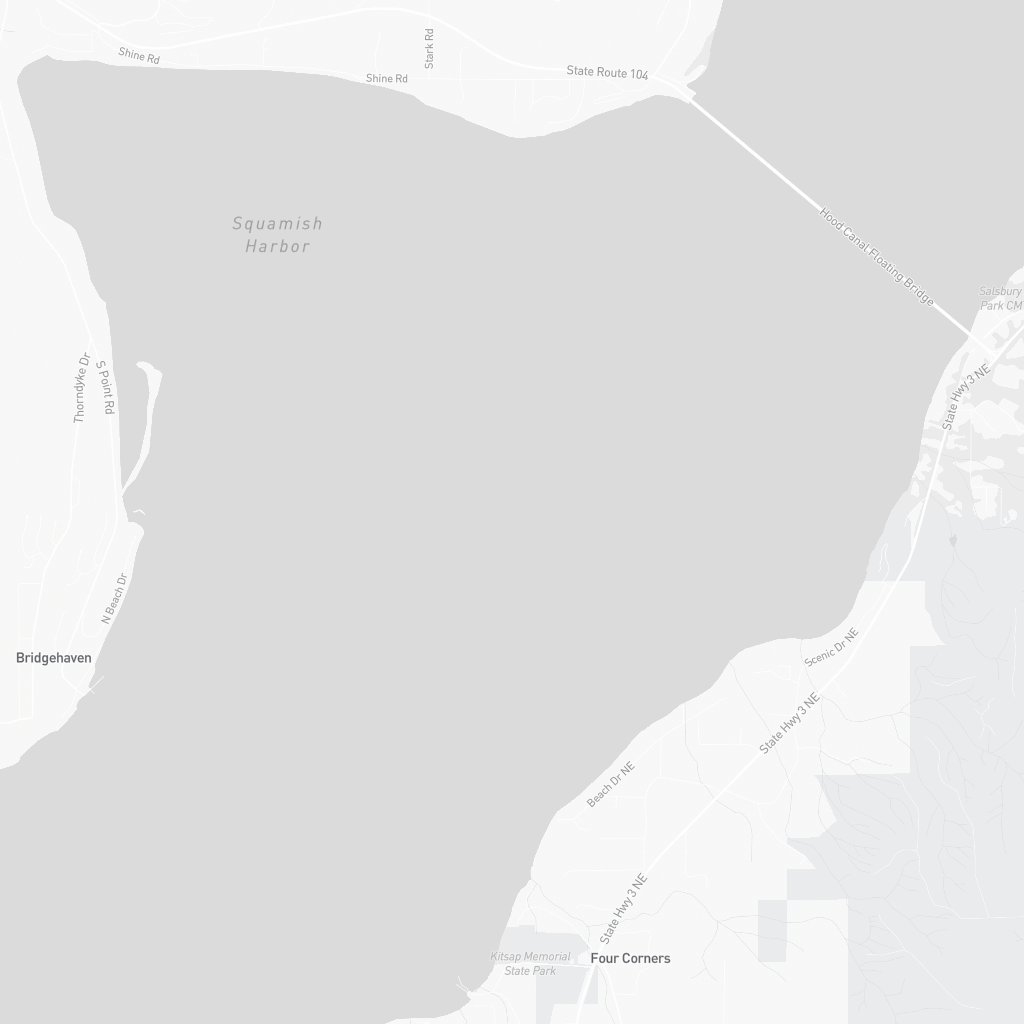 Shine Rd
Stark Rd
Shine Rd
State Route 104
Squamish
Harbor
Hood Canal Floating Bridge
Salsbury
Park CM
Thorndyke Dr
S Point Rd
State Hwy 3 NE
N Beach Dr
Bridgehaven
Scenic Dr NE
State Hwy 3 NE
Beach Dr NE
State Hwy 3 NE
Kitsap Memorial
State Park
Four Corners